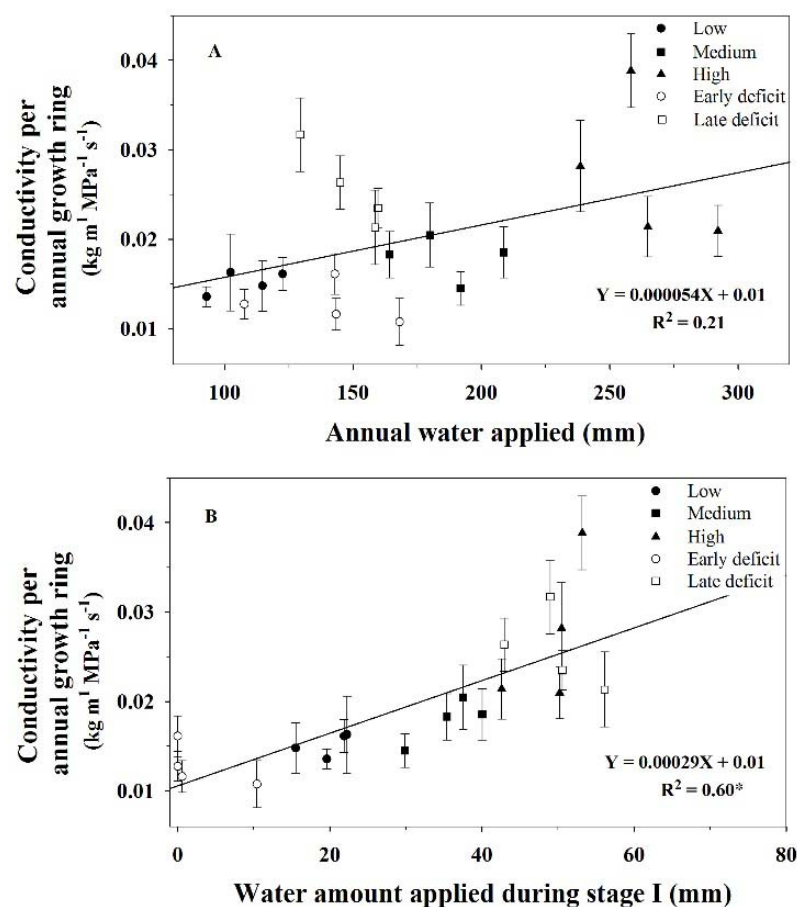 A
Low
Medium
High
Early deficit
Late deficit
0.04
0.03
0.02
0.01
Conductivity per
annual growth ring
(kg m¹ MPa⁻¹ s⁻¹)
Y = 0.000054X + 0.01
R² = 0.21
100 150 200 250 300
Annual water applied (mm)
B
Low
Medium
High
Early deficit
Late deficit
0.04
0.03
0.02
0.01
Conductivity per
annual growth ring
(kg m¹ MPa⁻¹ s⁻¹)
Y = 0.00029X + 0.01
R² = 0.60*
0 20 40 60 80
Water amount applied during stage I (mm)